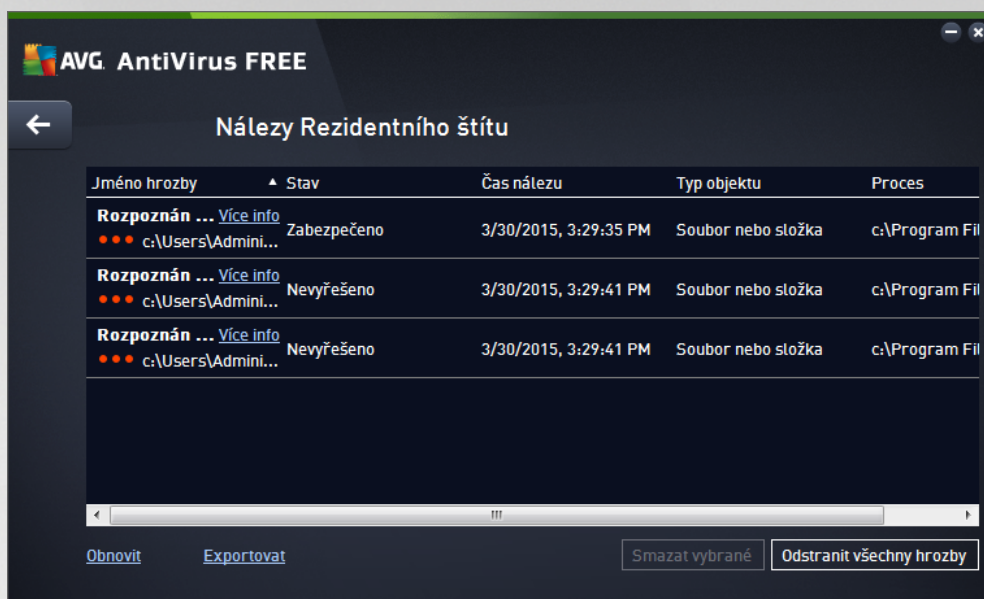 AVG. AntiVirus FREE
Nálezy Rezidentního štítu
Jméno hrozby Stav Čas nálezu Typ objektu Proces
Rozpoznán ... Více info
c:\Users\Admini... Zabezpečeno 3/30/2015, 3:29:35 PM Soubor nebo složka c:\Program Fil
Rozpoznán ... Více info
c:\Users\Admini... Nevyřešeno 3/30/2015, 3:29:41 PM Soubor nebo složka c:\Program Fil
Rozpoznán ... Více info
c:\Users\Admini... Nevyřešeno 3/30/2015, 3:29:41 PM Soubor nebo složka c:\Program Fil
Obnovit Exportovat Smazat vybrané Odstranit všechny hrozby